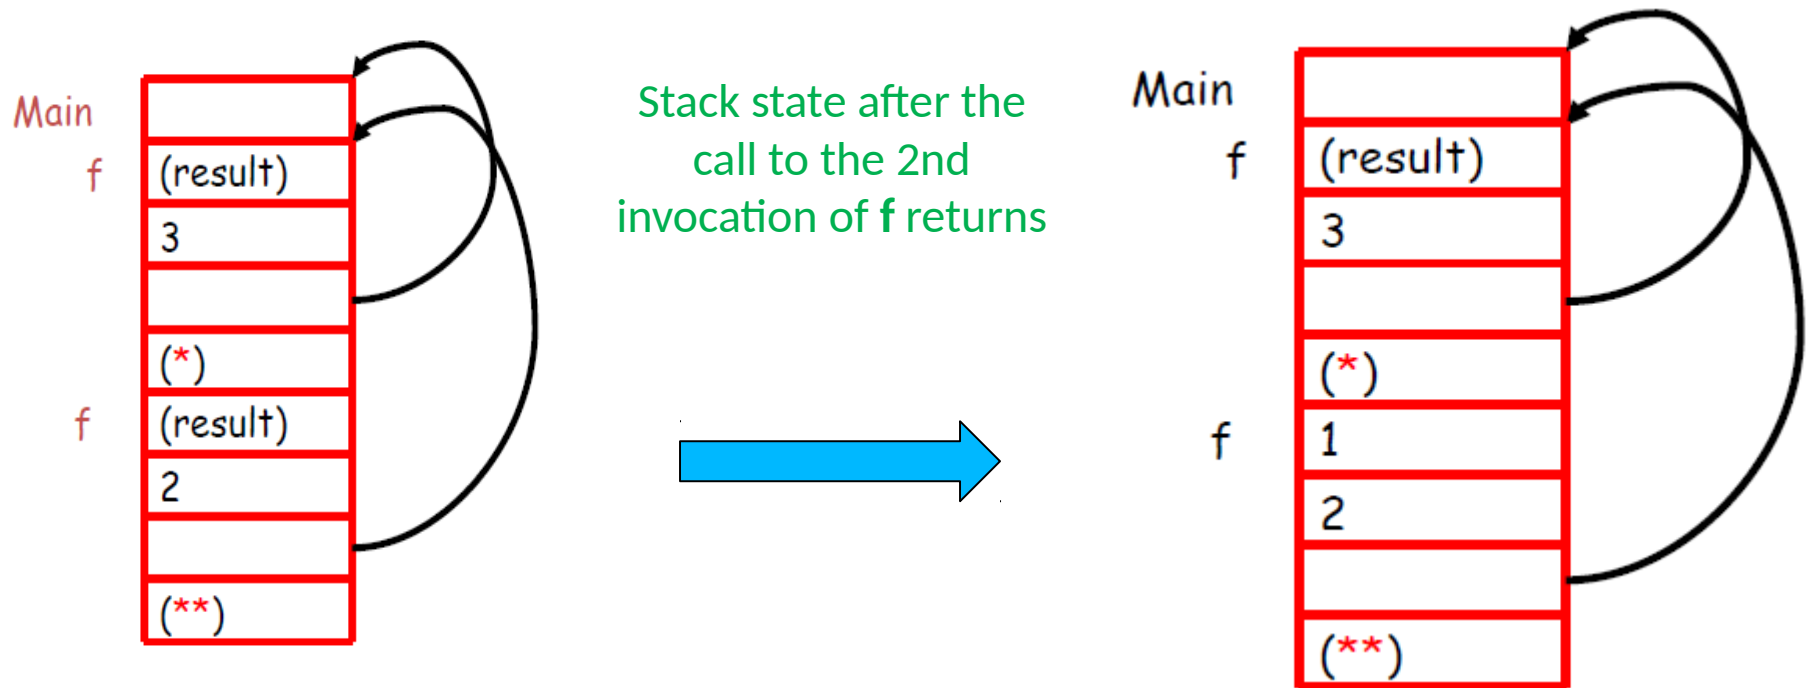 Main
f
(result)
3
(*)
f
(result)
2
(**)
Stack state after the
call to the 2nd
invocation of f returns
Main
f
(result)
3
(*)
f
1
2
(**)